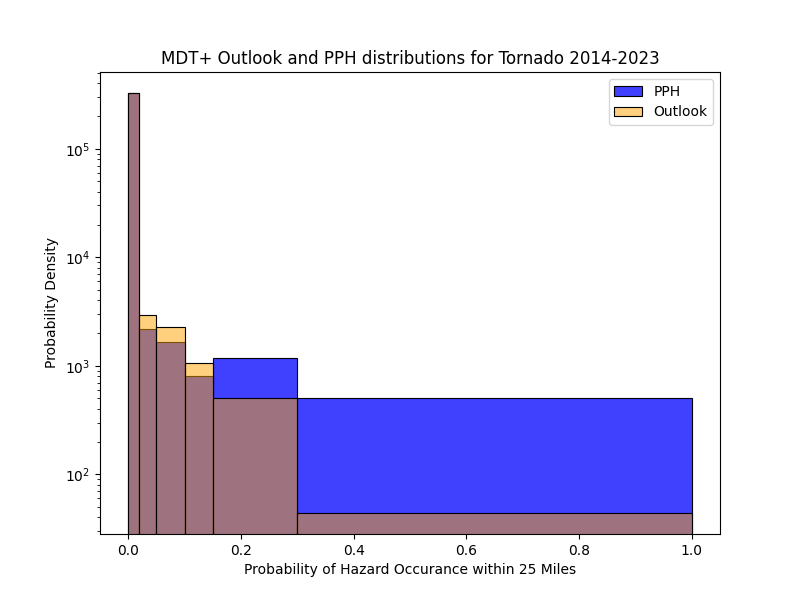 MDT+ Outlook and PPH distributions for Tornado 2014-2023
PPH
Outlook
10^5
10^4
10^3
10^2
Probability Density
0.0 0.2 0.4 0.6 0.8 1.0
Probability of Hazard Occurance within 25 Miles